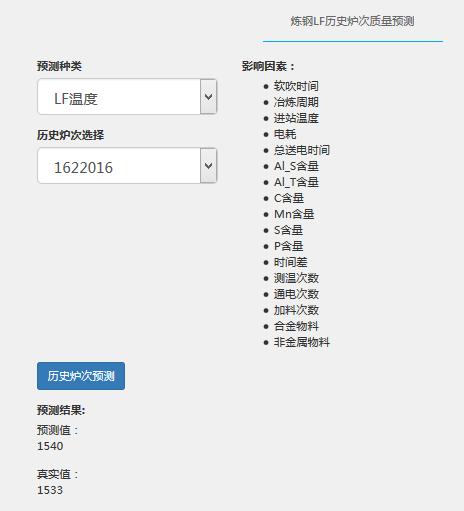 炼钢LF历史炉次质量预测
预测种类
LF温度
历史炉次选择
1622016
影响因素：
软吹时间
冶炼周期
进站温度
电耗
总送电时间
Al_S含量
Al_T含量
C含量
Mn含量
S含量
P含量
时间差
测温次数
通电次数
加料次数
合金物料
非金属物料
历史炉次预测
预测结果:
预测值：
1540
真实值：
1533